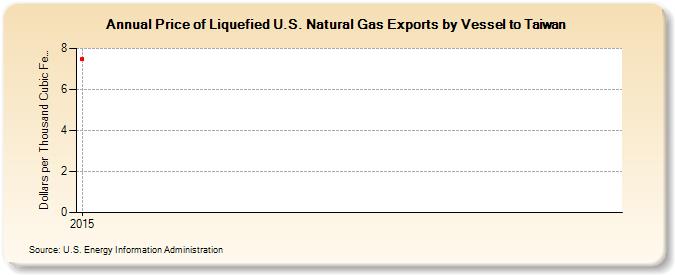 Annual Price of Liquefied U.S. Natural Gas Exports by Vessel to Taiwan
Dollars per Thousand Cubic Fe...
8
6
4
2
0
2015
Source: U.S. Energy Information Administration